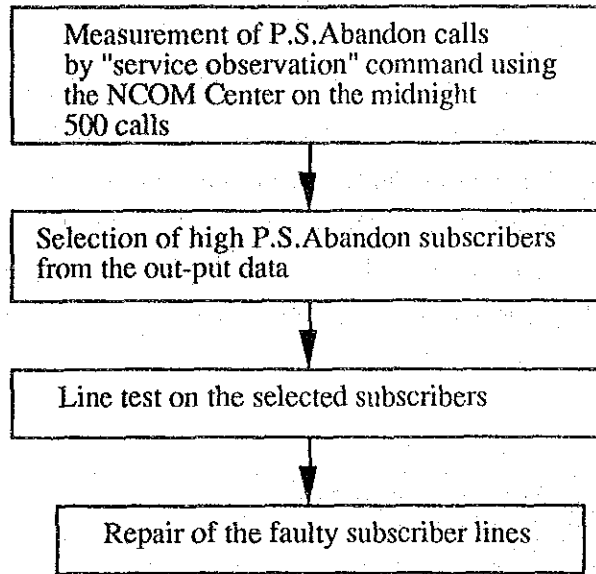 Measurement of P.S.Abandon calls
by "service observation" command using
the NCOM Center on the midnight
500 calls
Selection of high P.S.Abandon subscribers
from the out-put data
Line test on the selected subscribers
Repair of the faulty subscriber lines